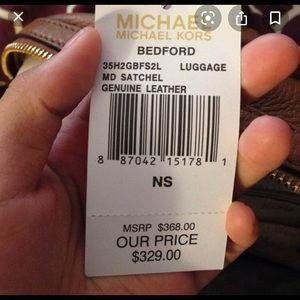 MICHAEL
MICHAEL KORS
BEDFORD
35H2GBFS2L LUGGAGE
MD SATCHEL
GENUINE LEATHER
8 87042 15178 1
NS
MSRP $368.00
OUR PRICE
$329.00